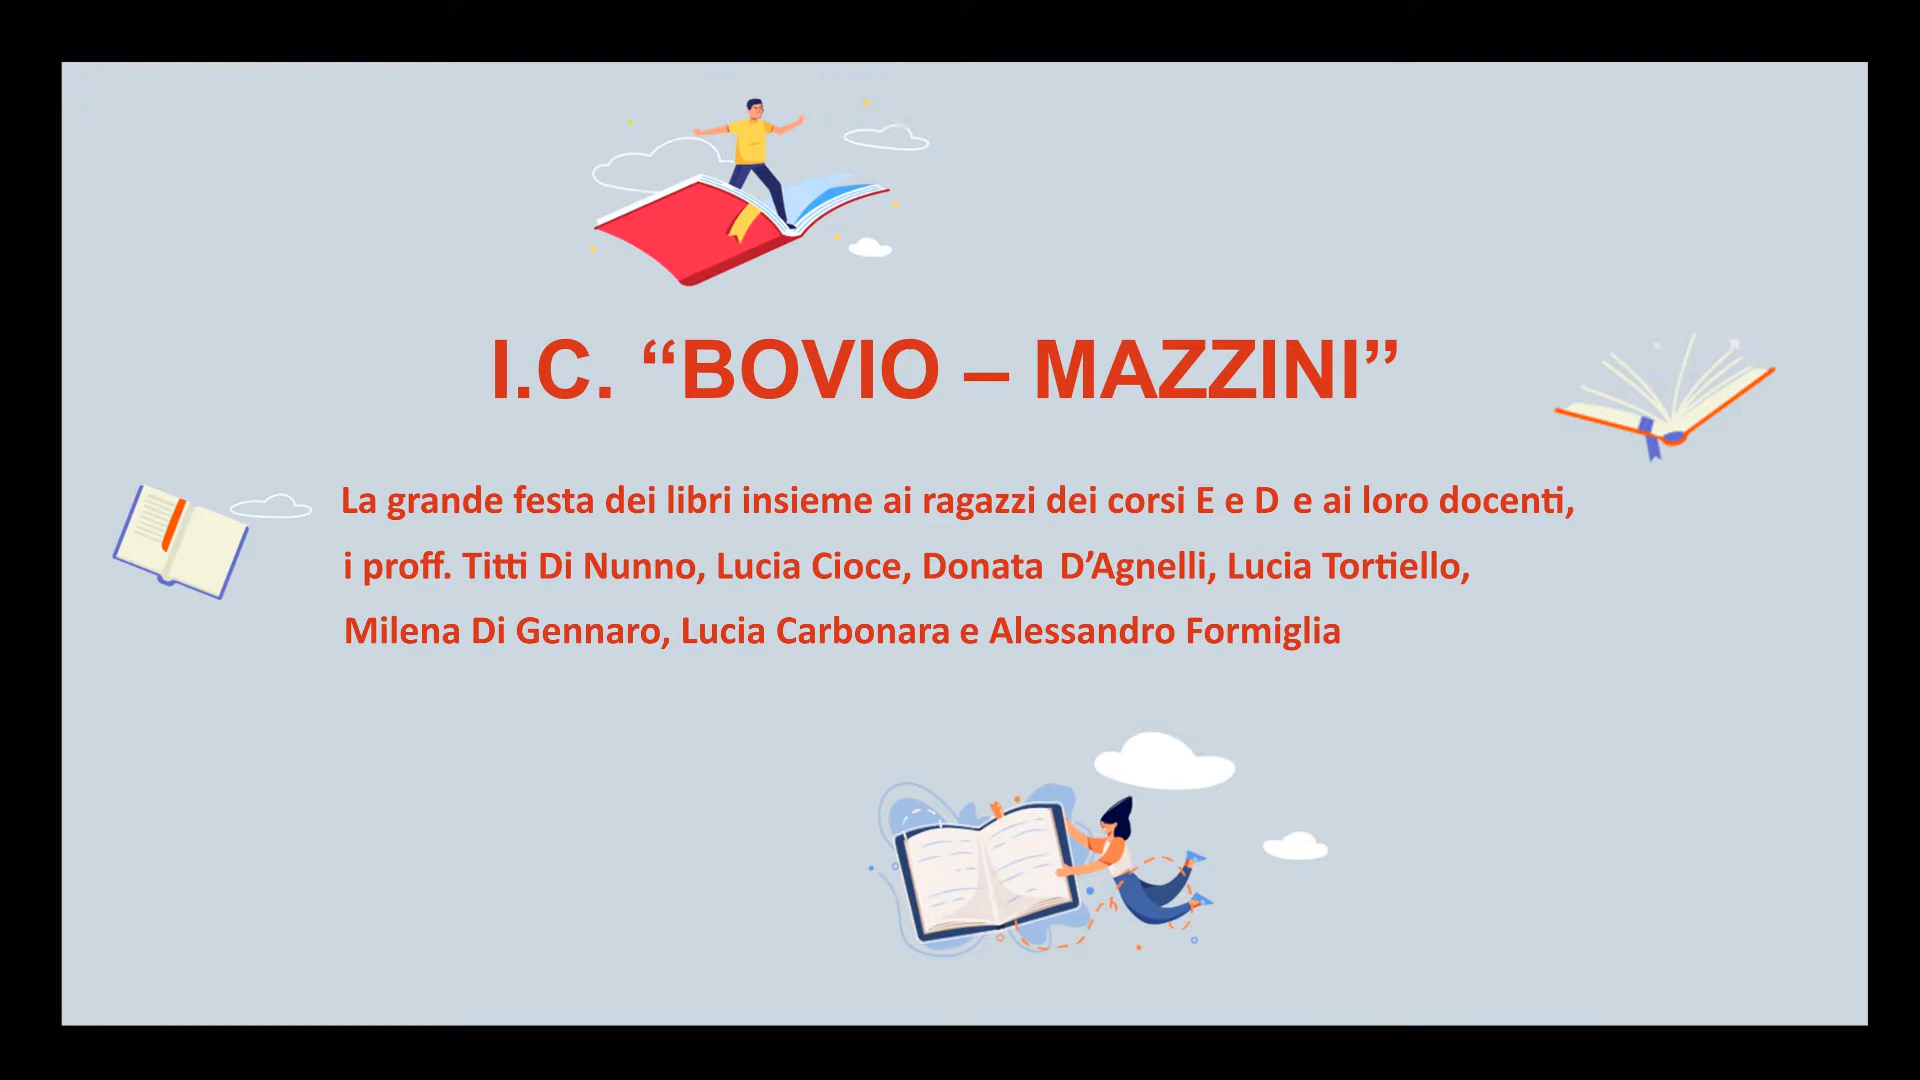 I.C. “BOVIO – MAZZINI”
La grande festa dei libri insieme ai ragazzi dei corsi E e D e ai loro docenti,
i proff. Titti Di Nunno, Lucia Cioce, Donata D’Agnelli, Lucia Tortiello,
Milena Di Gennaro, Lucia Carbonara e Alessandro Formiglia